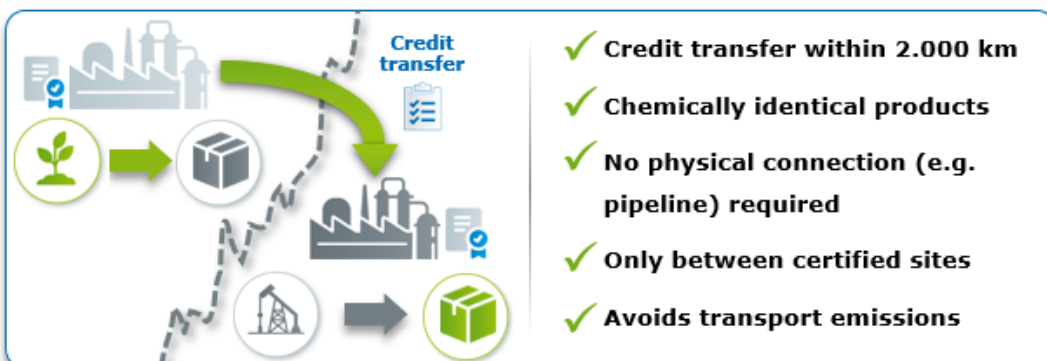 Credit
transfer
Credit transfer within 2.000 km
Chemically identical products
No physical connection (e.g.
pipeline) required
Only between certified sites
Avoids transport emissions